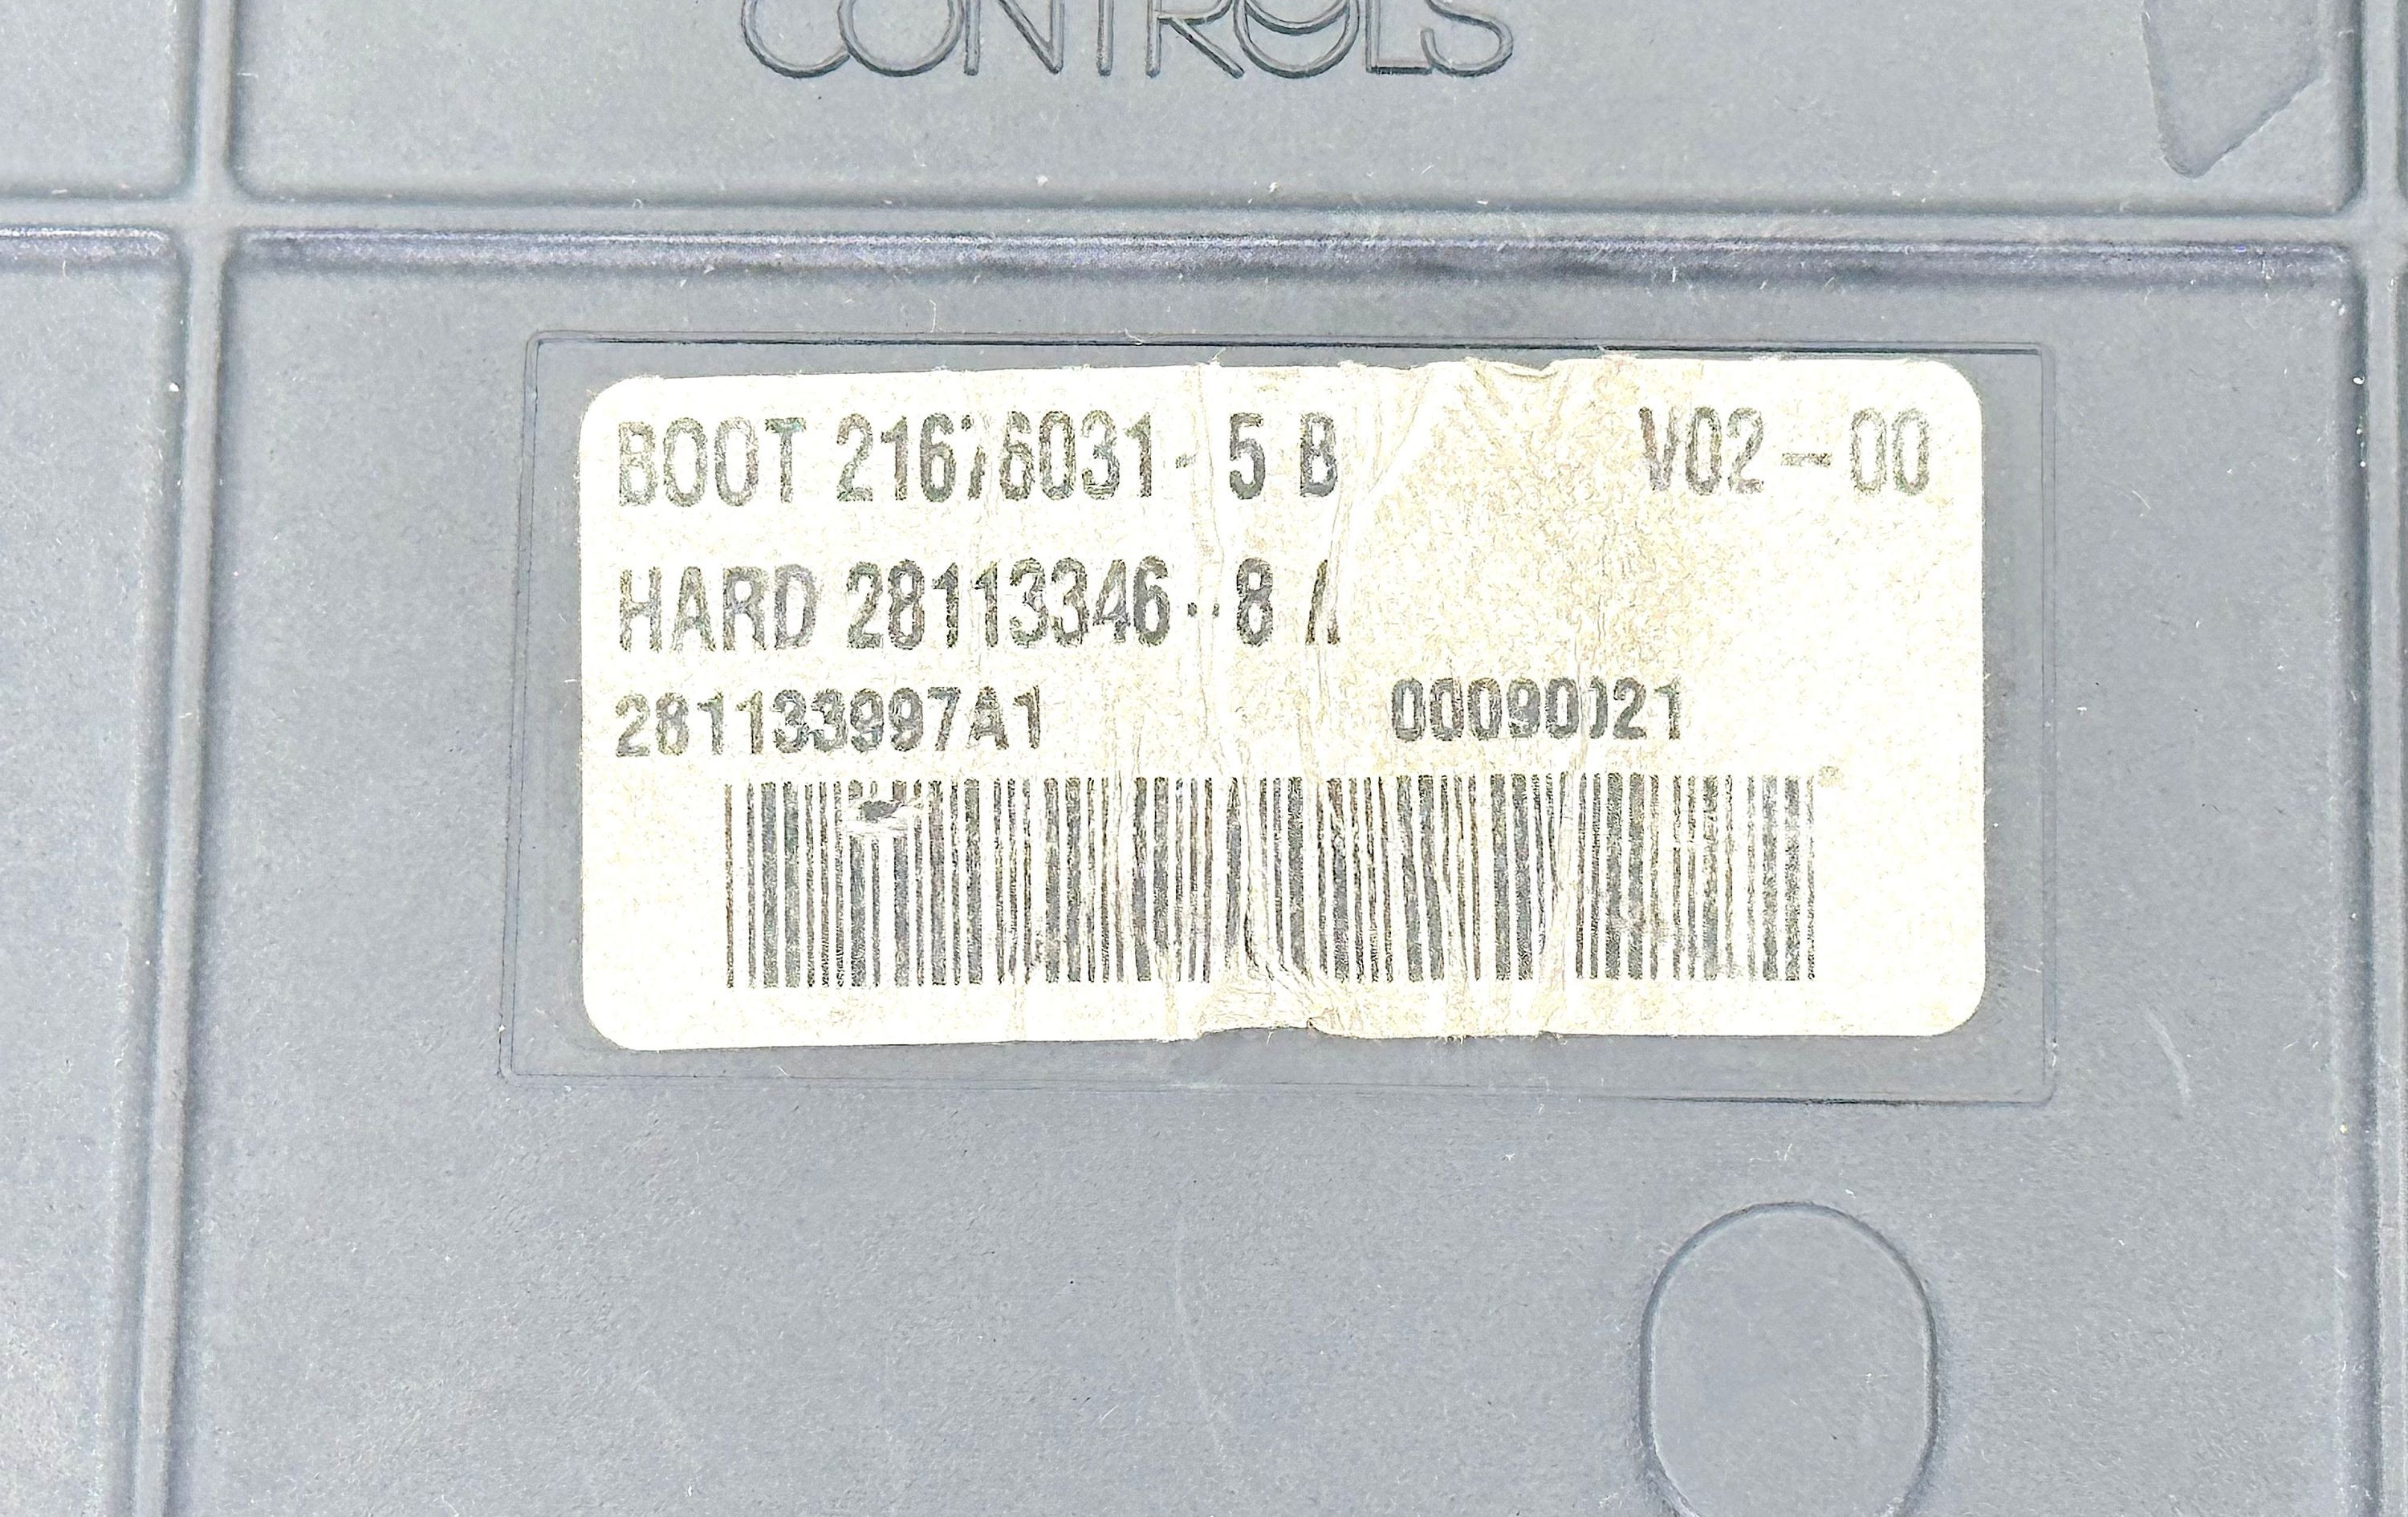 CONTROLS
BOOT 21676031-5 B V02-00
HARD 28113346-8 A
281133997A1 00090021